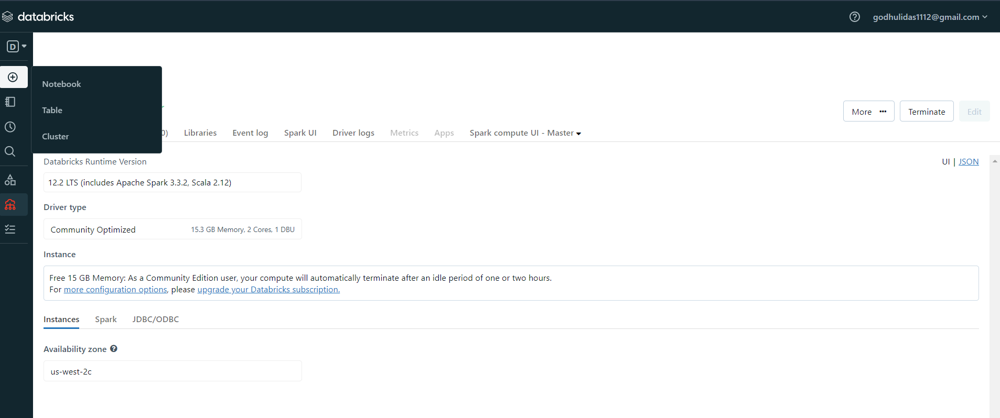 databricks
godhulidas1112@gmail.com
D
Notebook
Table
Cluster
More ···
Terminate
Edit
0)
Libraries
Event log
Spark UI
Driver logs
Metrics
Apps
Spark compute UI - Master
Databricks Runtime Version
UI | JSON
12.2 LTS (includes Apache Spark 3.3.2, Scala 2.12)
Driver type
Community Optimized
15.3 GB Memory, 2 Cores, 1 DBU
Instance
Free 15 GB Memory: As a Community Edition user, your compute will automatically terminate after an idle period of one or two hours.
For more configuration options, please upgrade your Databricks subscription.
Instances
Spark
JDBC/ODBC
Availability zone
us-west-2c